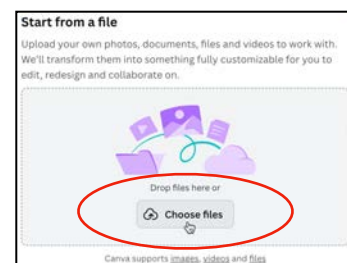 Start from a file
Upload your own photos, documents, files and videos to work with.
We'll transform them into something fully customizable for you to
edit, redesign and collaborate on.
Drop files here or
Choose files
Canva supports images, videos and files